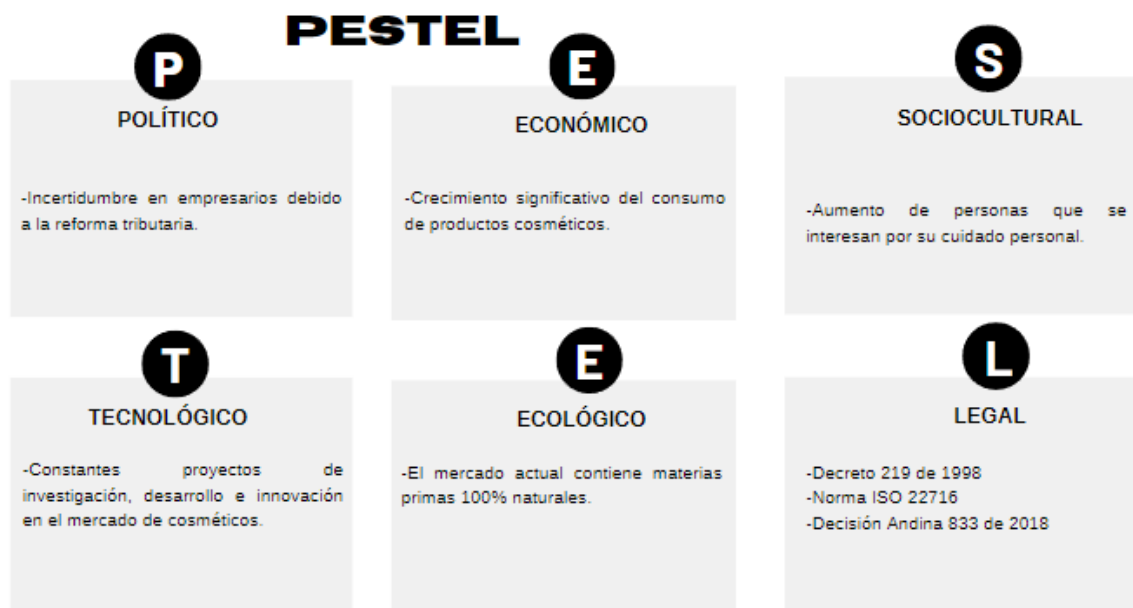 PESTEL
P
POLÍTICO
-Incertidumbre en empresarios debido
a la reforma tributaria.
E
ECONÓMICO
-Crecimiento significativo del consumo
de productos cosméticos.
S
SOCIOCULTURAL
-Aumento de personas que se
interesan por su cuidado personal.
T
TECNOLÓGICO
-Constantes proyectos de
investigación, desarrollo e innovación
en el mercado de cosméticos.
E
ECOLÓGICO
-El mercado actual contiene materias
primas 100% naturales.
L
LEGAL
-Decreto 219 de 1998
-Norma ISO 22716
-Decisión Andina 833 de 2018